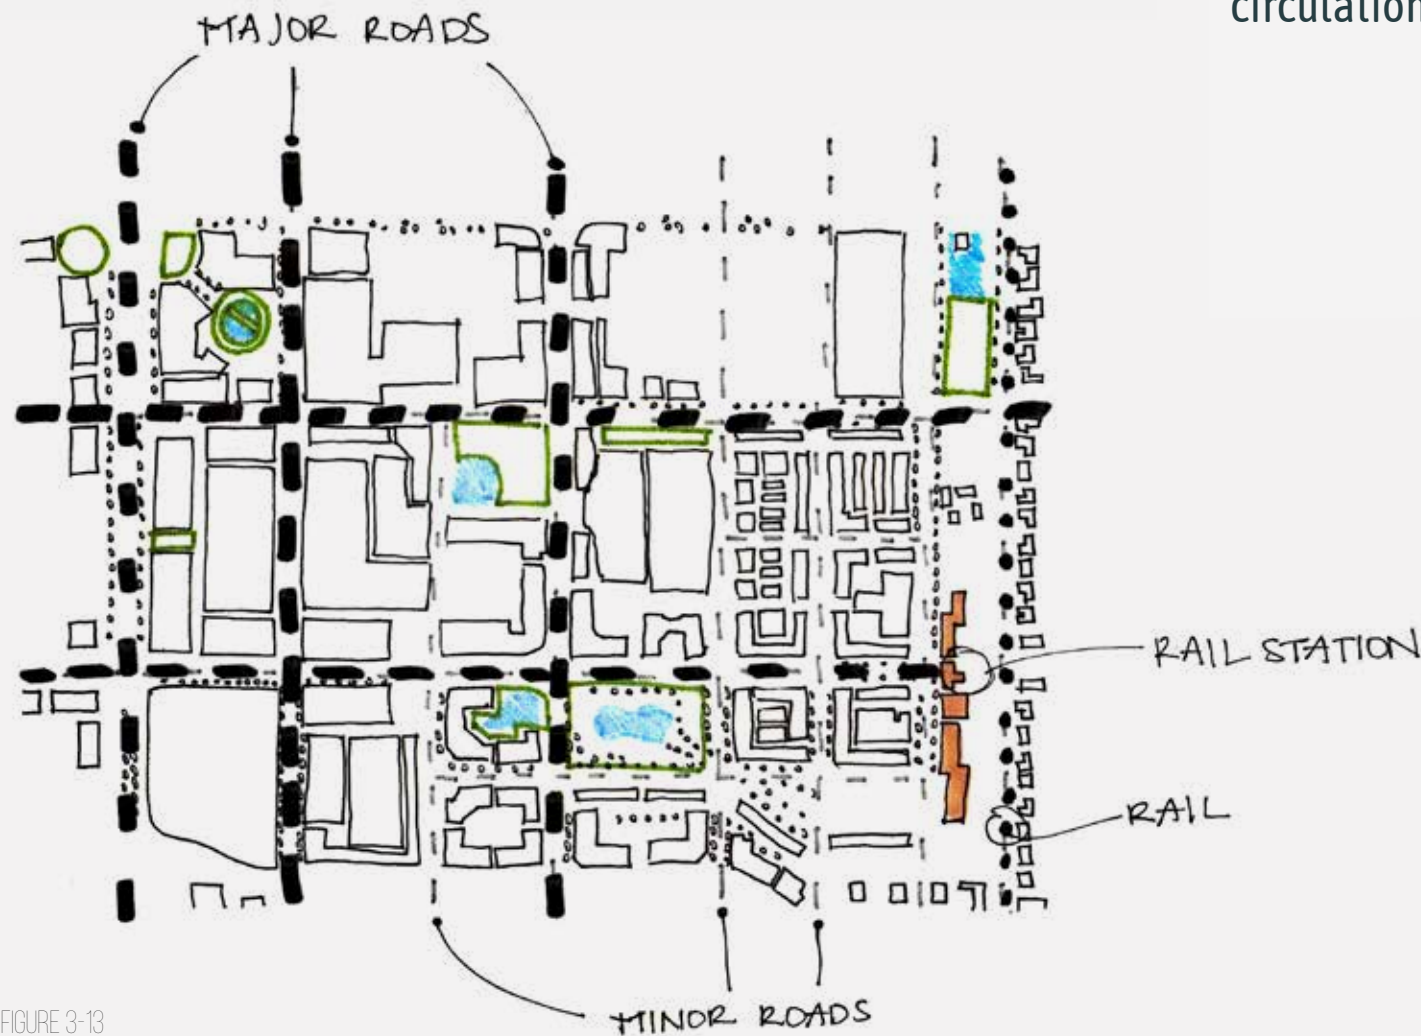 circulation
MAJOR ROADS
RAIL STATION
RAIL
MINOR ROADS
FIGURE 3-13